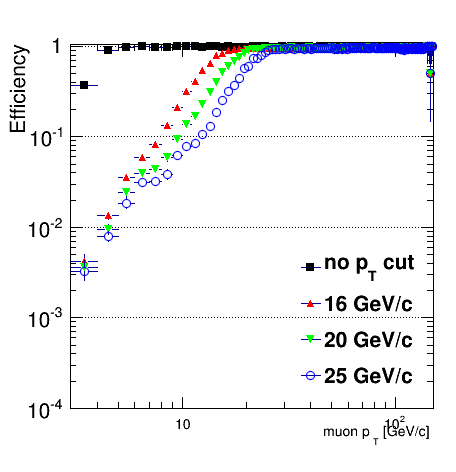 Efficiency
1
10⁻¹
10⁻²
10⁻³
10⁻⁴
no p_T cut
16 GeV/c
20 GeV/c
25 GeV/c
10
10²
muon p_T [GeV/c]